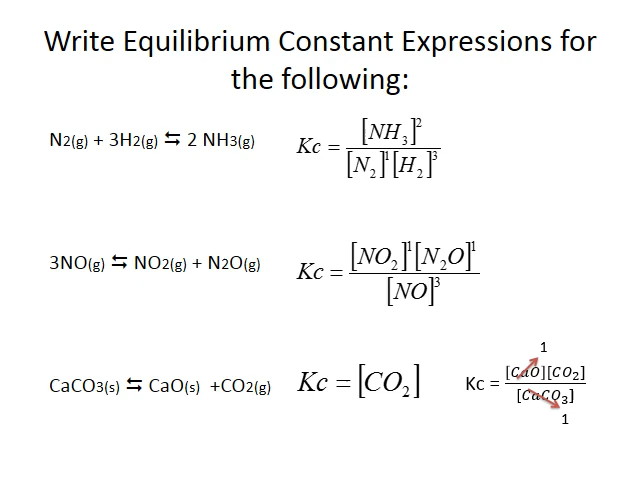 Write Equilibrium Constant Expressions for
the following:
N2(g) + 3H2(g) ⇆ 2 NH3(g)
Kc = [NH₃]² / [N₂]¹[H₂]³
3NO(g) ⇆ NO2(g) + N2O(g)
Kc = [NO₂]¹[N₂O]¹ / [NO]³
CaCO3(s) ⇆ CaO(s) +CO2(g)
Kc = [CO₂]
1
Kc = [CaO][CO₂] / [CaCO₃]
1